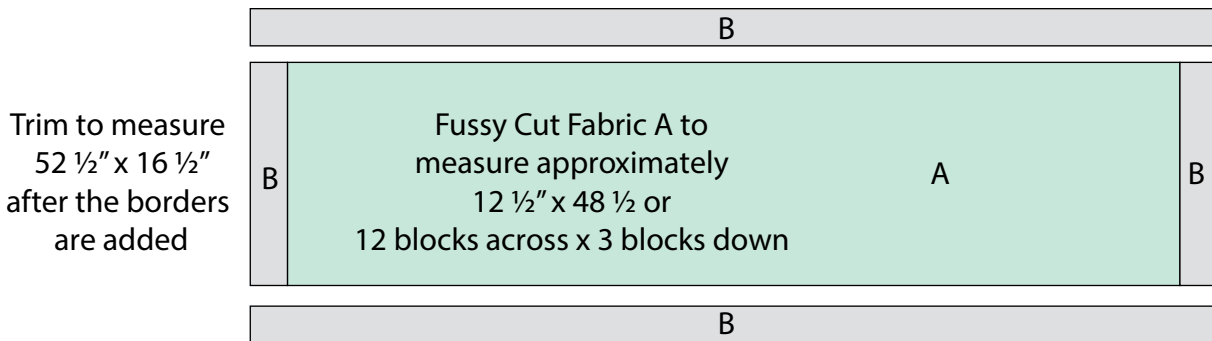 B
Trim to measure
52 ½” x 16 ½”
after the borders
are added
B
Fussy Cut Fabric A to
measure approximately
12 ½” x 48 ½ or
12 blocks across x 3 blocks down
A
B
B